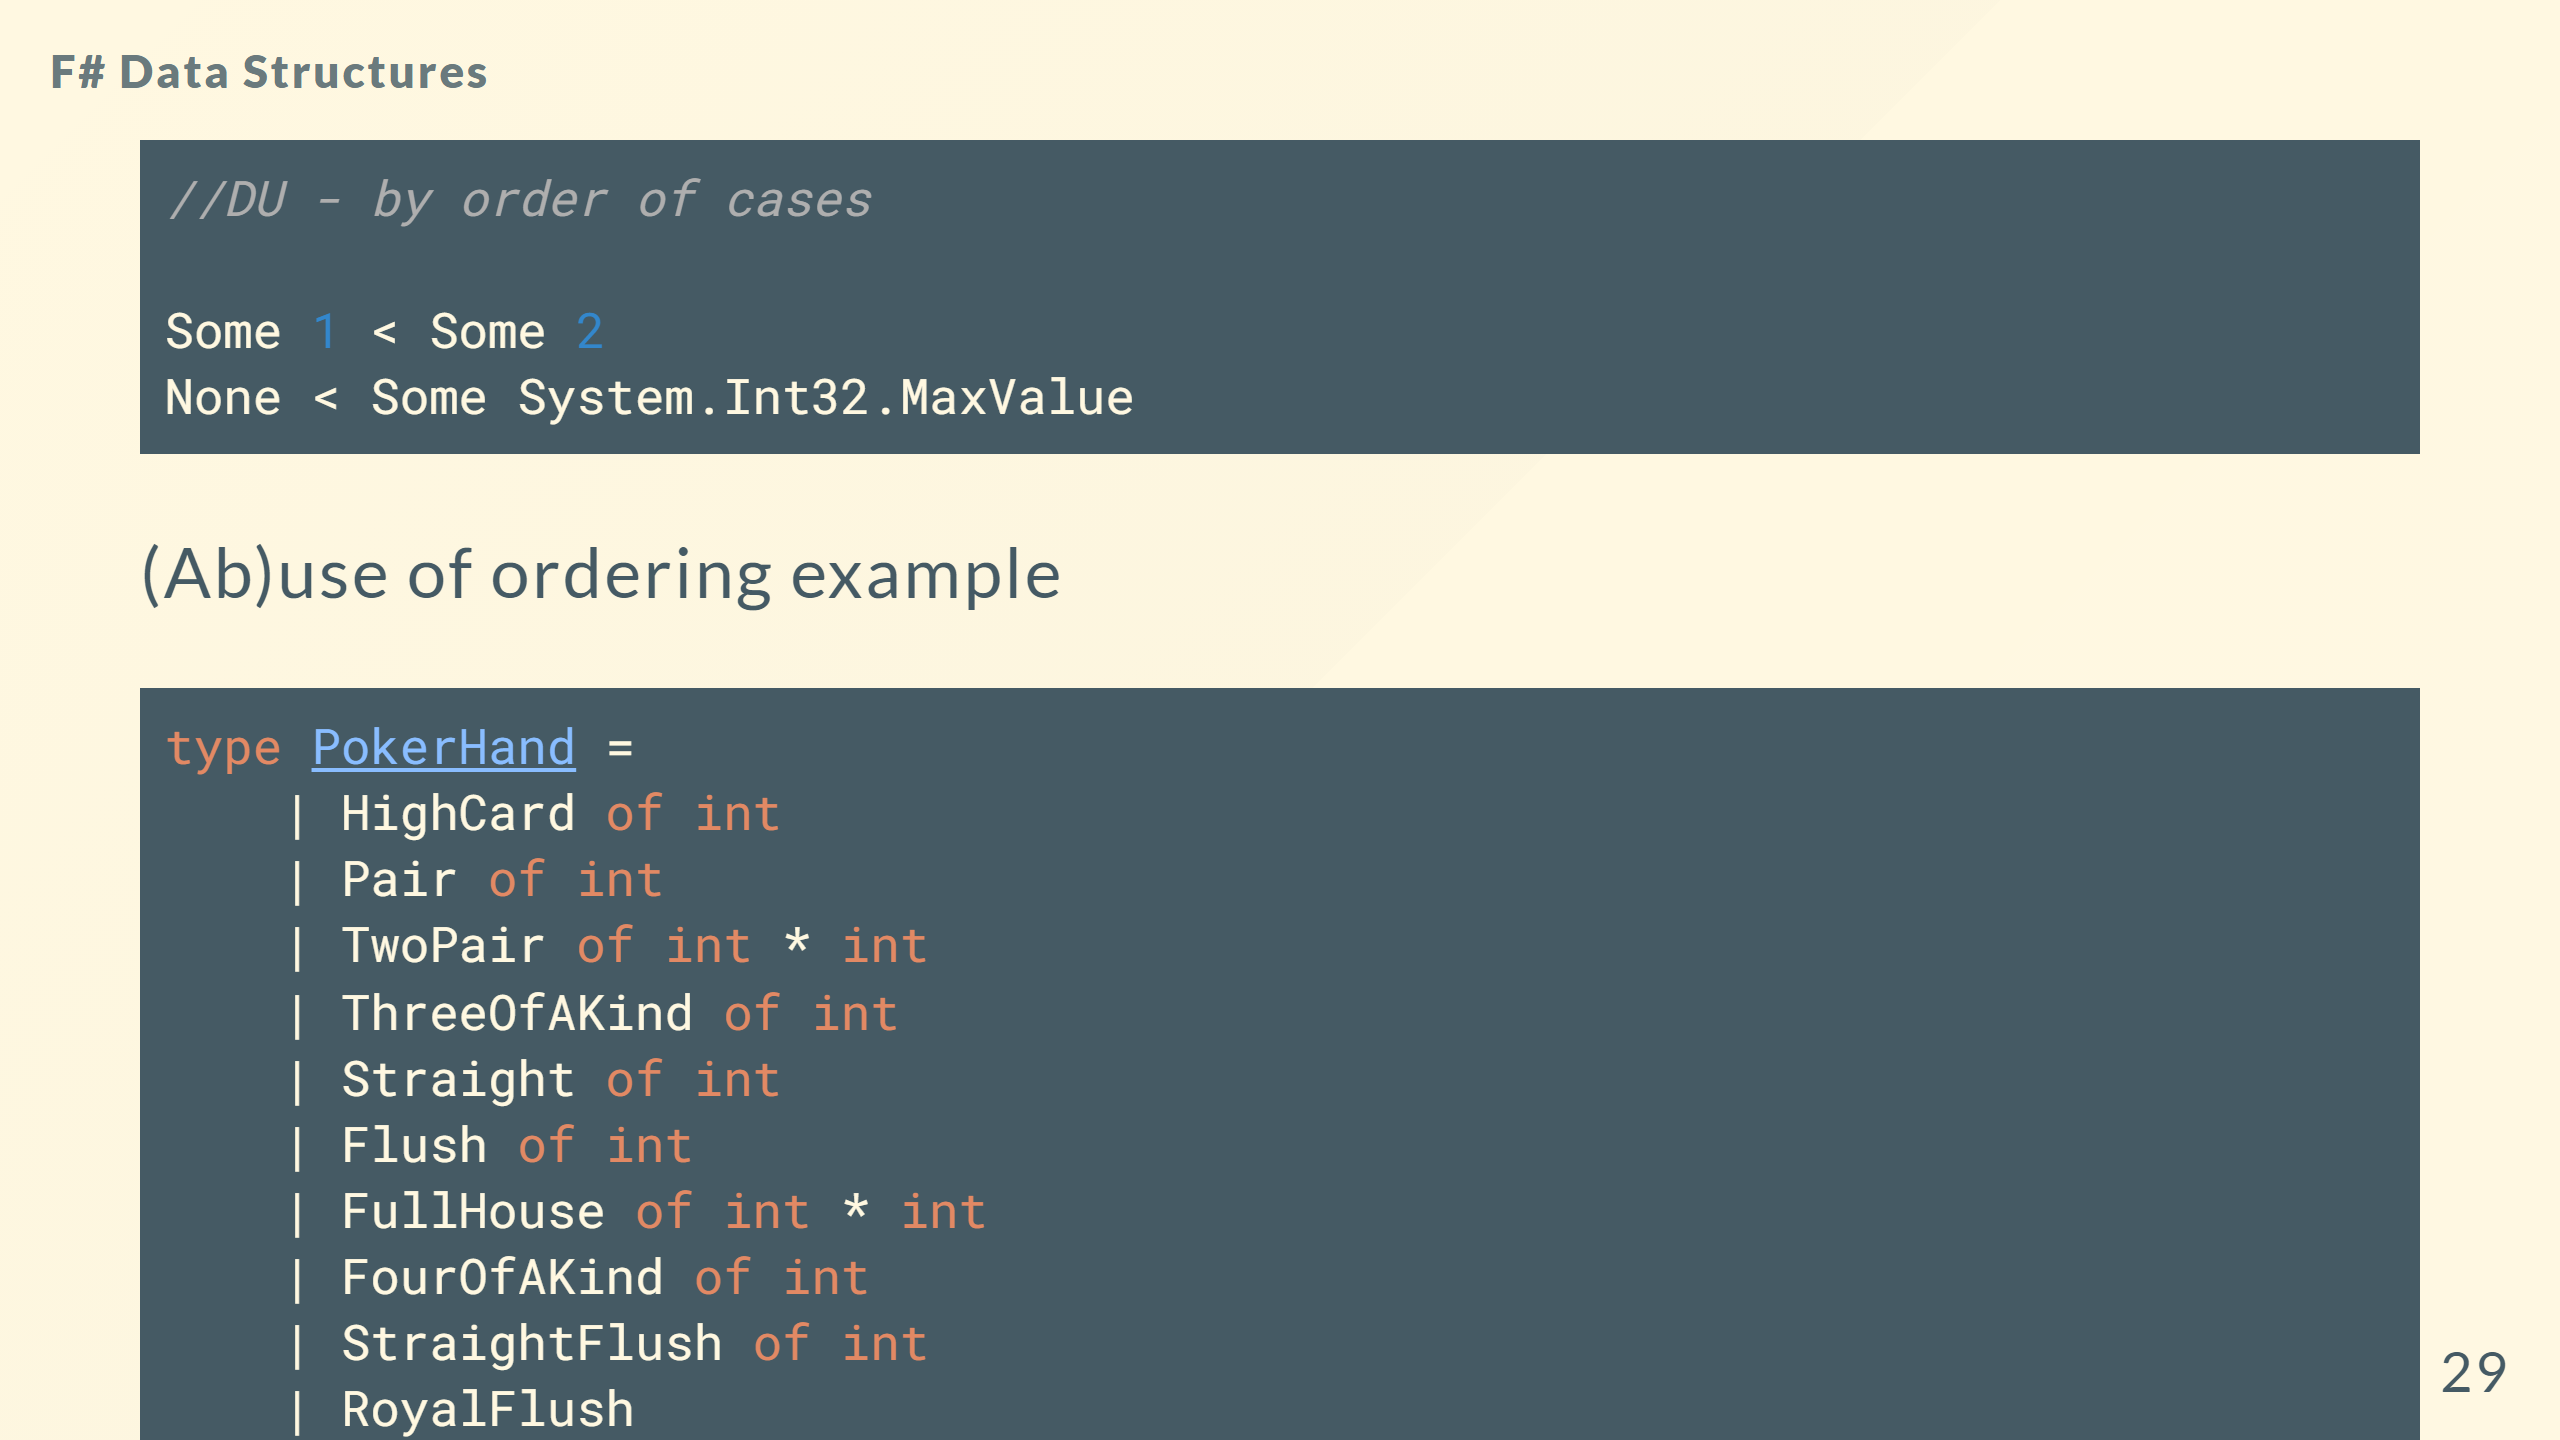 F# Data Structures
//DU - by order of cases
Some 1 < Some 2
None < Some System.Int32.MaxValue
(Ab)use of ordering example
type PokerHand =
| HighCard of int
| Pair of int
| TwoPair of int * int
| ThreeOfAKind of int
| Straight of int
| Flush of int
| FullHouse of int * int
| FourOfAKind of int
| StraightFlush of int
| RoyalFlush
29